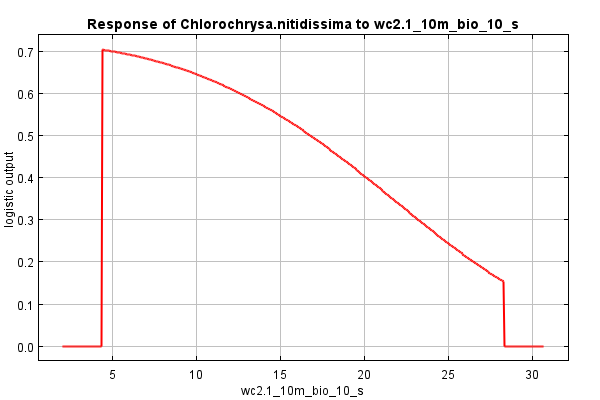 Response of Chlorochrysa.nitidissima to wc2.1_10m_bio_10_s
logistic output
0.7
0.6
0.5
0.4
0.3
0.2
0.1
0.0
5 10 15 20 25 30
wc2.1_10m_bio_10_s